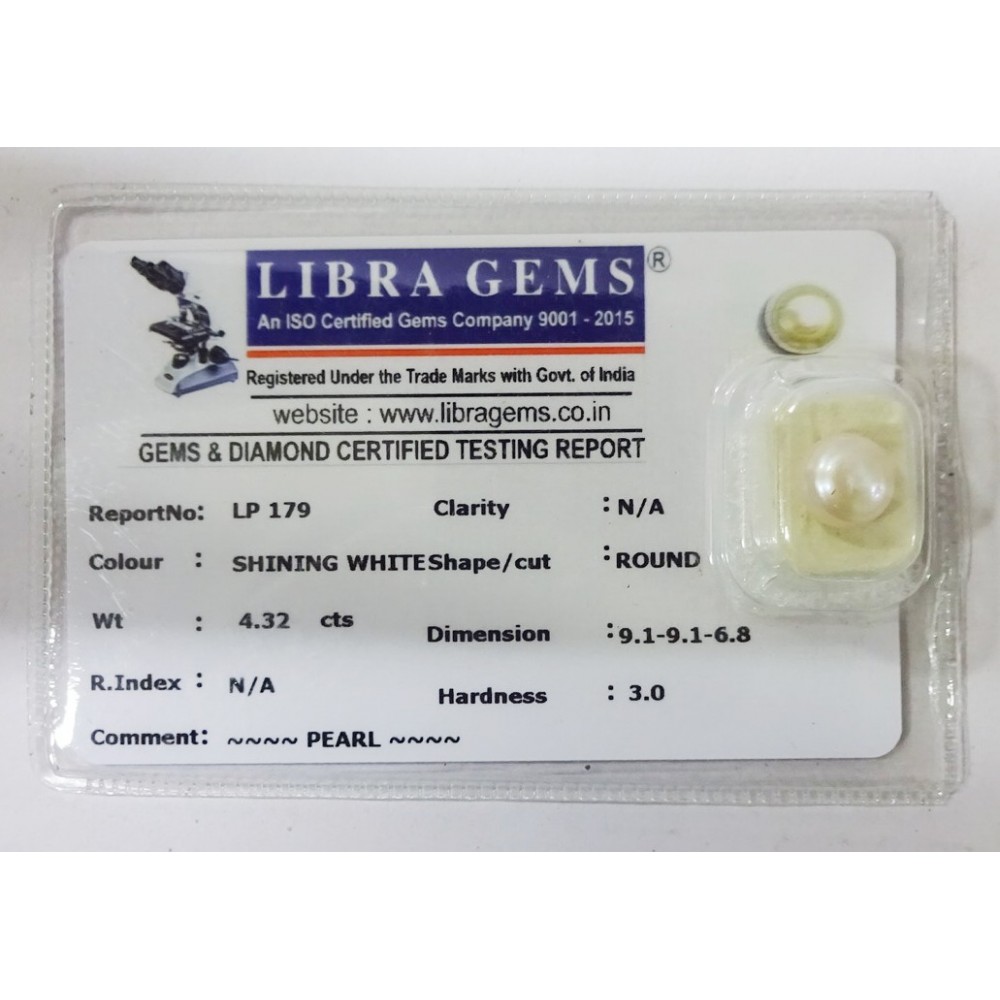 LIBRA GEMS ®
An ISO Certified Gems Company 9001 - 2015
Registered Under the Trade Marks with Govt. of India
website : www.libragems.co.in
GEMS & DIAMOND CERTIFIED TESTING REPORT
ReportNo: LP 179 Clarity : N/A
Colour : SHINING WHITE Shape/cut : ROUND
Wt : 4.32 cts Dimension : 9.1-9.1-6.8
R.Index : N/A Hardness : 3.0
Comment: ~~~~ PEARL ~~~~